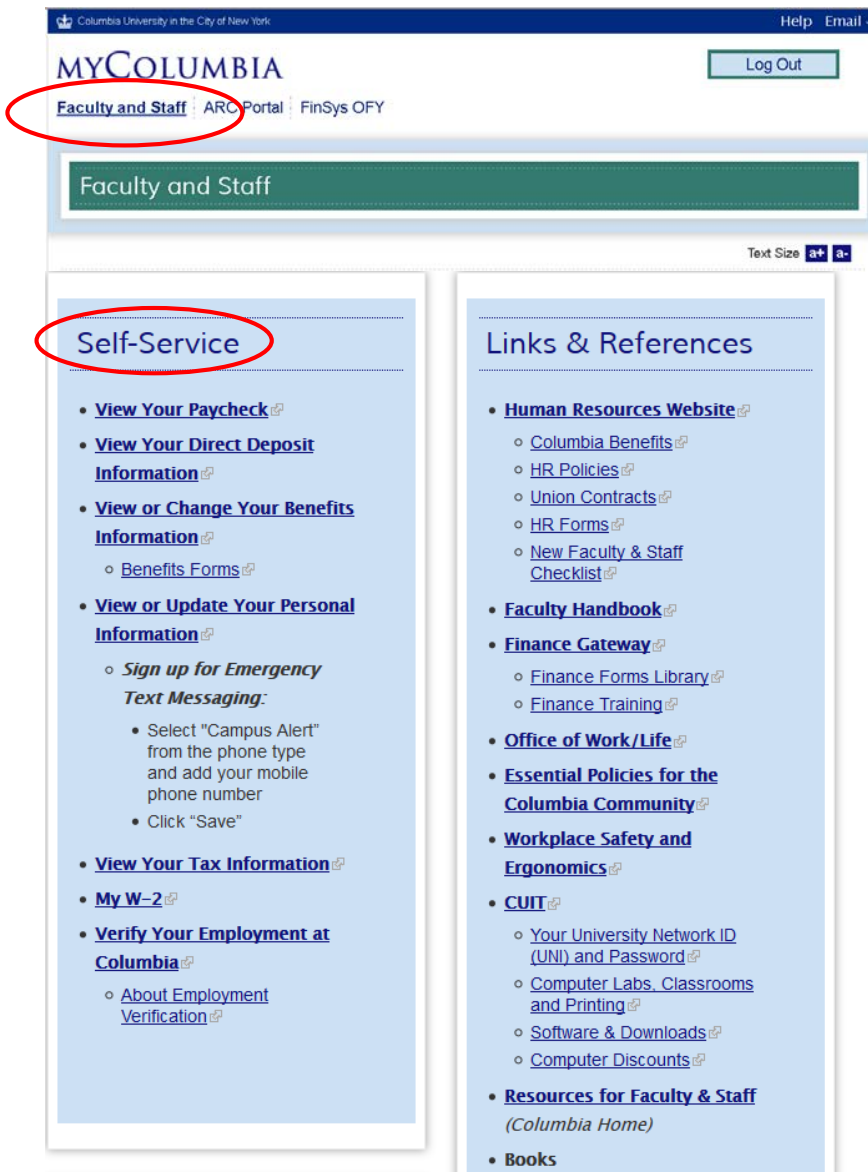 Columbia University in the City of New York
Help Email
MYCOLUMBIA
Log Out
Faculty and Staff ARC Portal FinSys OFY
Faculty and Staff
Text Size a+ a-
Self-Service
• View Your Paycheck
• View Your Direct Deposit
Information
• View or Change Your Benefits
Information
◦ Benefits Forms
• View or Update Your Personal
Information
◦ Sign up for Emergency
Text Messaging:
• Select "Campus Alert"
from the phone type
and add your mobile
phone number
• Click “Save”
• View Your Tax Information
• My W-2
• Verify Your Employment at
Columbia
◦ About Employment
Verification
Links & References
• Human Resources Website
◦ Columbia Benefits
◦ HR Policies
◦ Union Contracts
◦ HR Forms
◦ New Faculty & Staff
Checklist
• Faculty Handbook
• Finance Gateway
◦ Finance Forms Library
◦ Finance Training
• Office of Work/Life
• Essential Policies for the
Columbia Community
• Workplace Safety and
Ergonomics
• CUIT
◦ Your University Network ID
(UNI) and Password
◦ Computer Labs, Classrooms
and Printing
◦ Software & Downloads
◦ Computer Discounts
• Resources for Faculty & Staff
(Columbia Home)
• Books